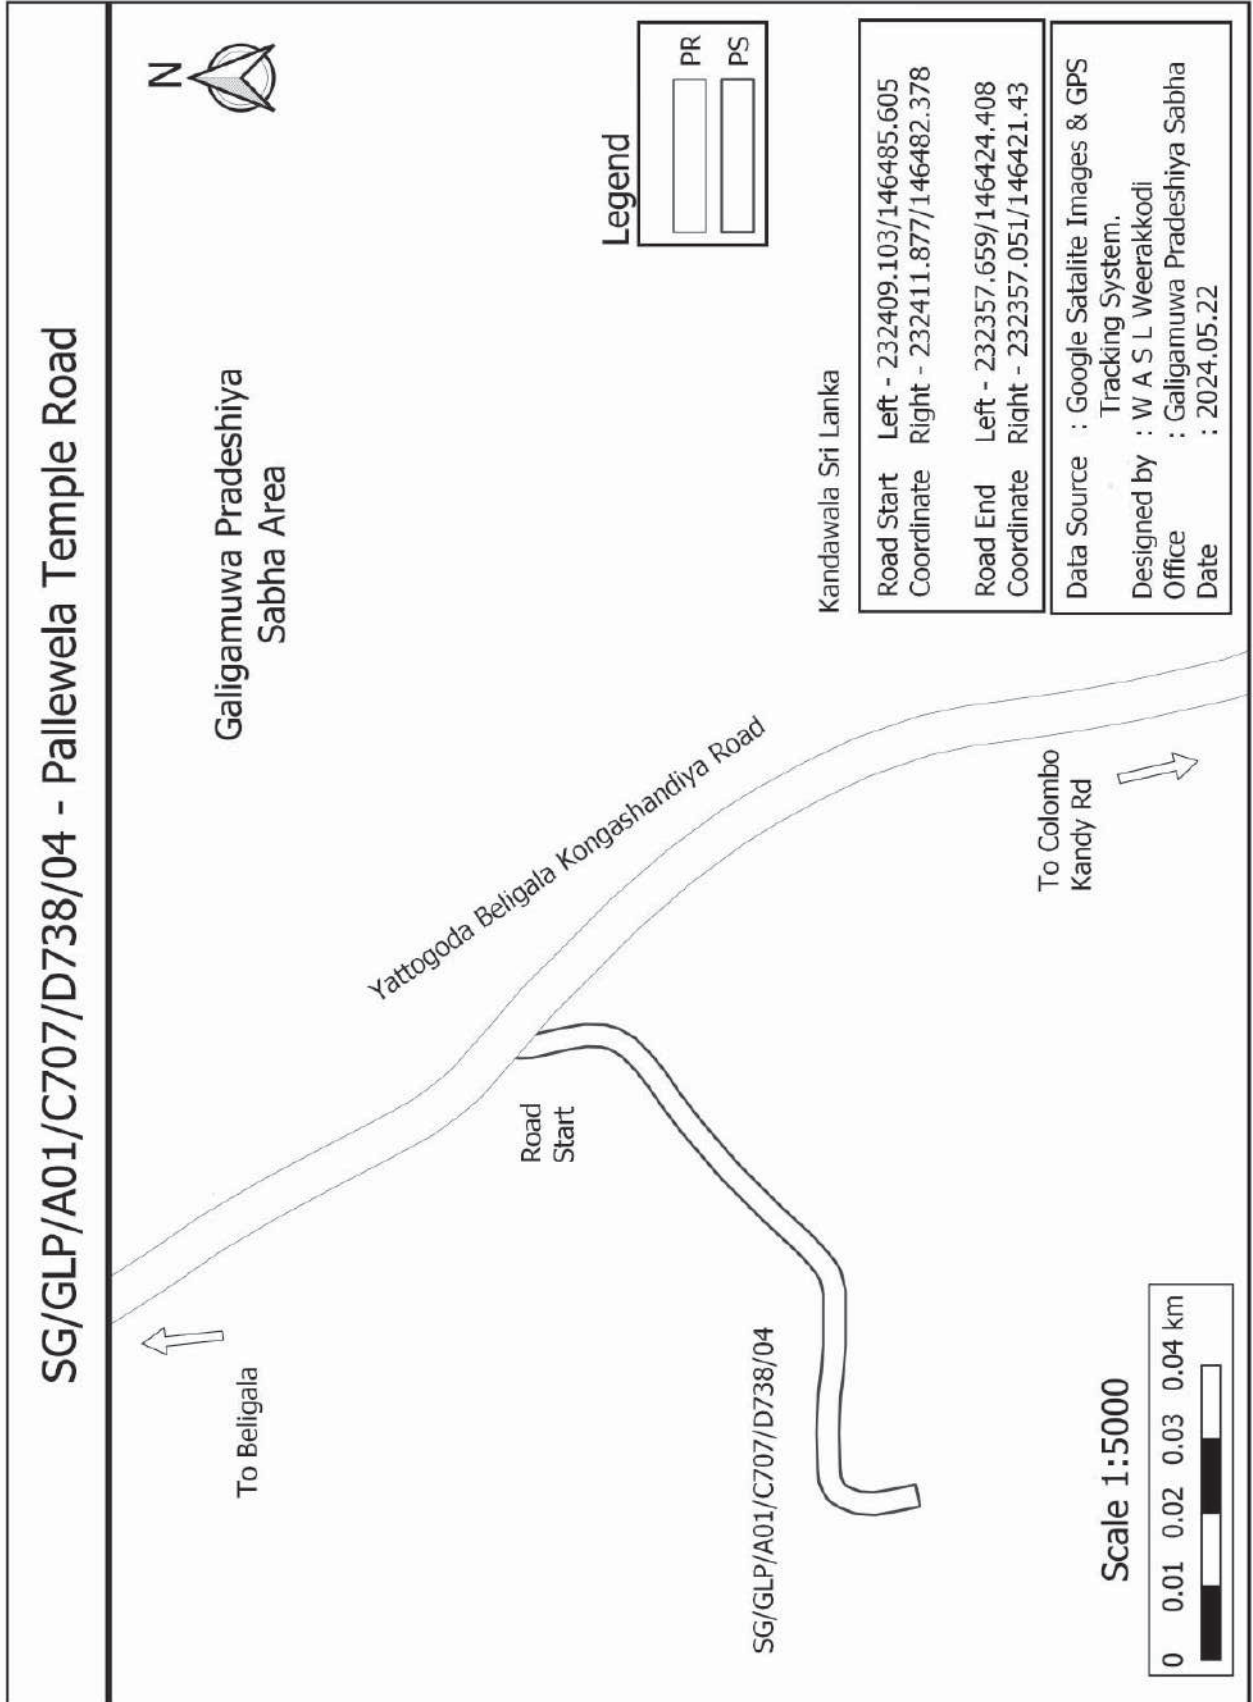 SG/GLP/A01/C707/D738/04 - Pallewela Temple Road
N
Galigamuwa Pradeshiya
Sabha Area
To Beligala
Yattogoda Beligala Kongashandiya Road
Road
Start
SG/GLP/A01/C707/D738/04
To Colombo
Kandy Rd
Legend
PR
PS
Kandawala Sri Lanka
Road Start Left - 232409.103/146485.605
Coordinate Right - 232411.877/146482.378
Road End Left - 232357.659/146424.408
Coordinate Right - 232357.051/146421.43
Data Source : Google Satalite Images & GPS
Tracking System.
Designed by : W A S L Weerakkodi
Office : Galigamuwa Pradeshiya Sabha
Date : 2024.05.22
Scale 1:5000
0 0.01 0.02 0.03 0.04 km